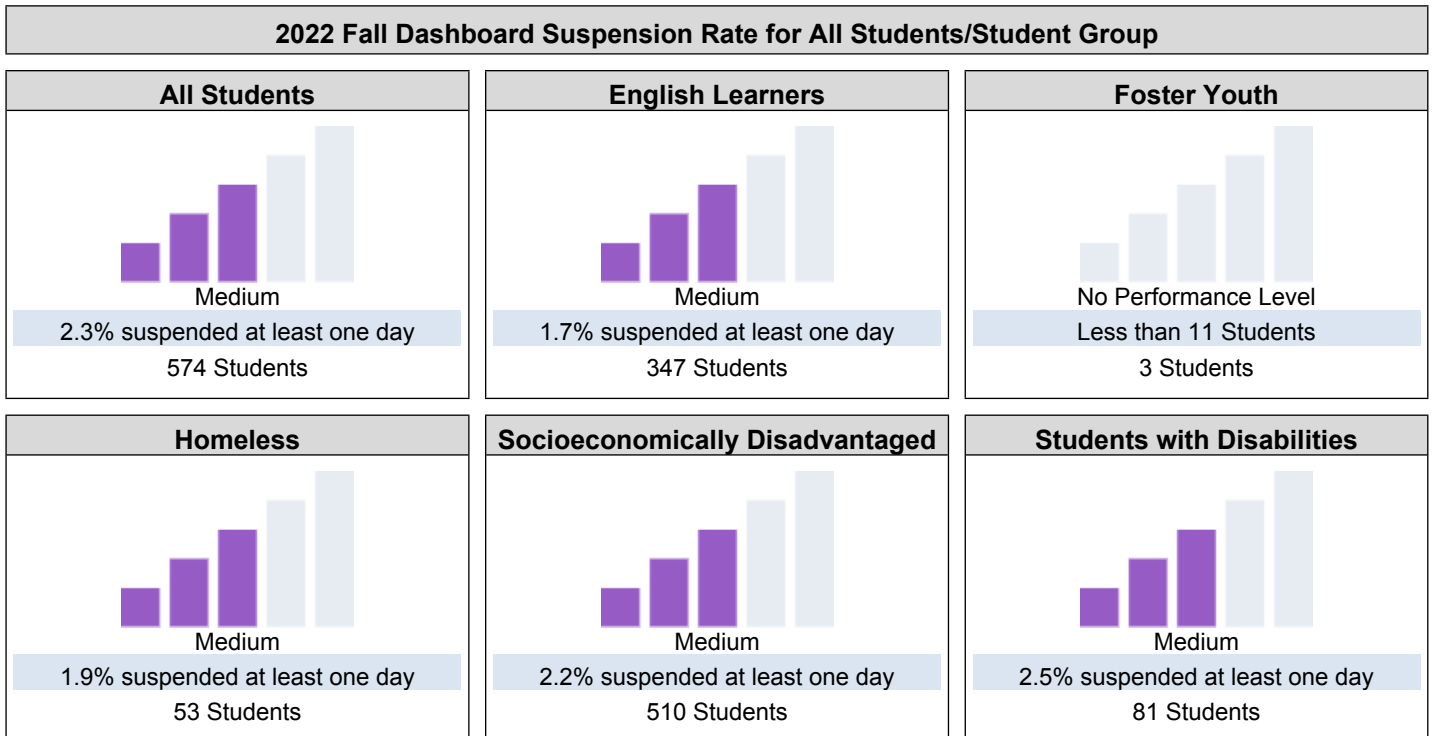 2022 Fall Dashboard Suspension Rate for All Students/Student Group
All Students
Medium
2.3% suspended at least one day
574 Students
English Learners
Medium
1.7% suspended at least one day
347 Students
Foster Youth
No Performance Level
Less than 11 Students
3 Students
Homeless
Medium
1.9% suspended at least one day
53 Students
Socioeconomically Disadvantaged
Medium
2.2% suspended at least one day
510 Students
Students with Disabilities
Medium
2.5% suspended at least one day
81 Students